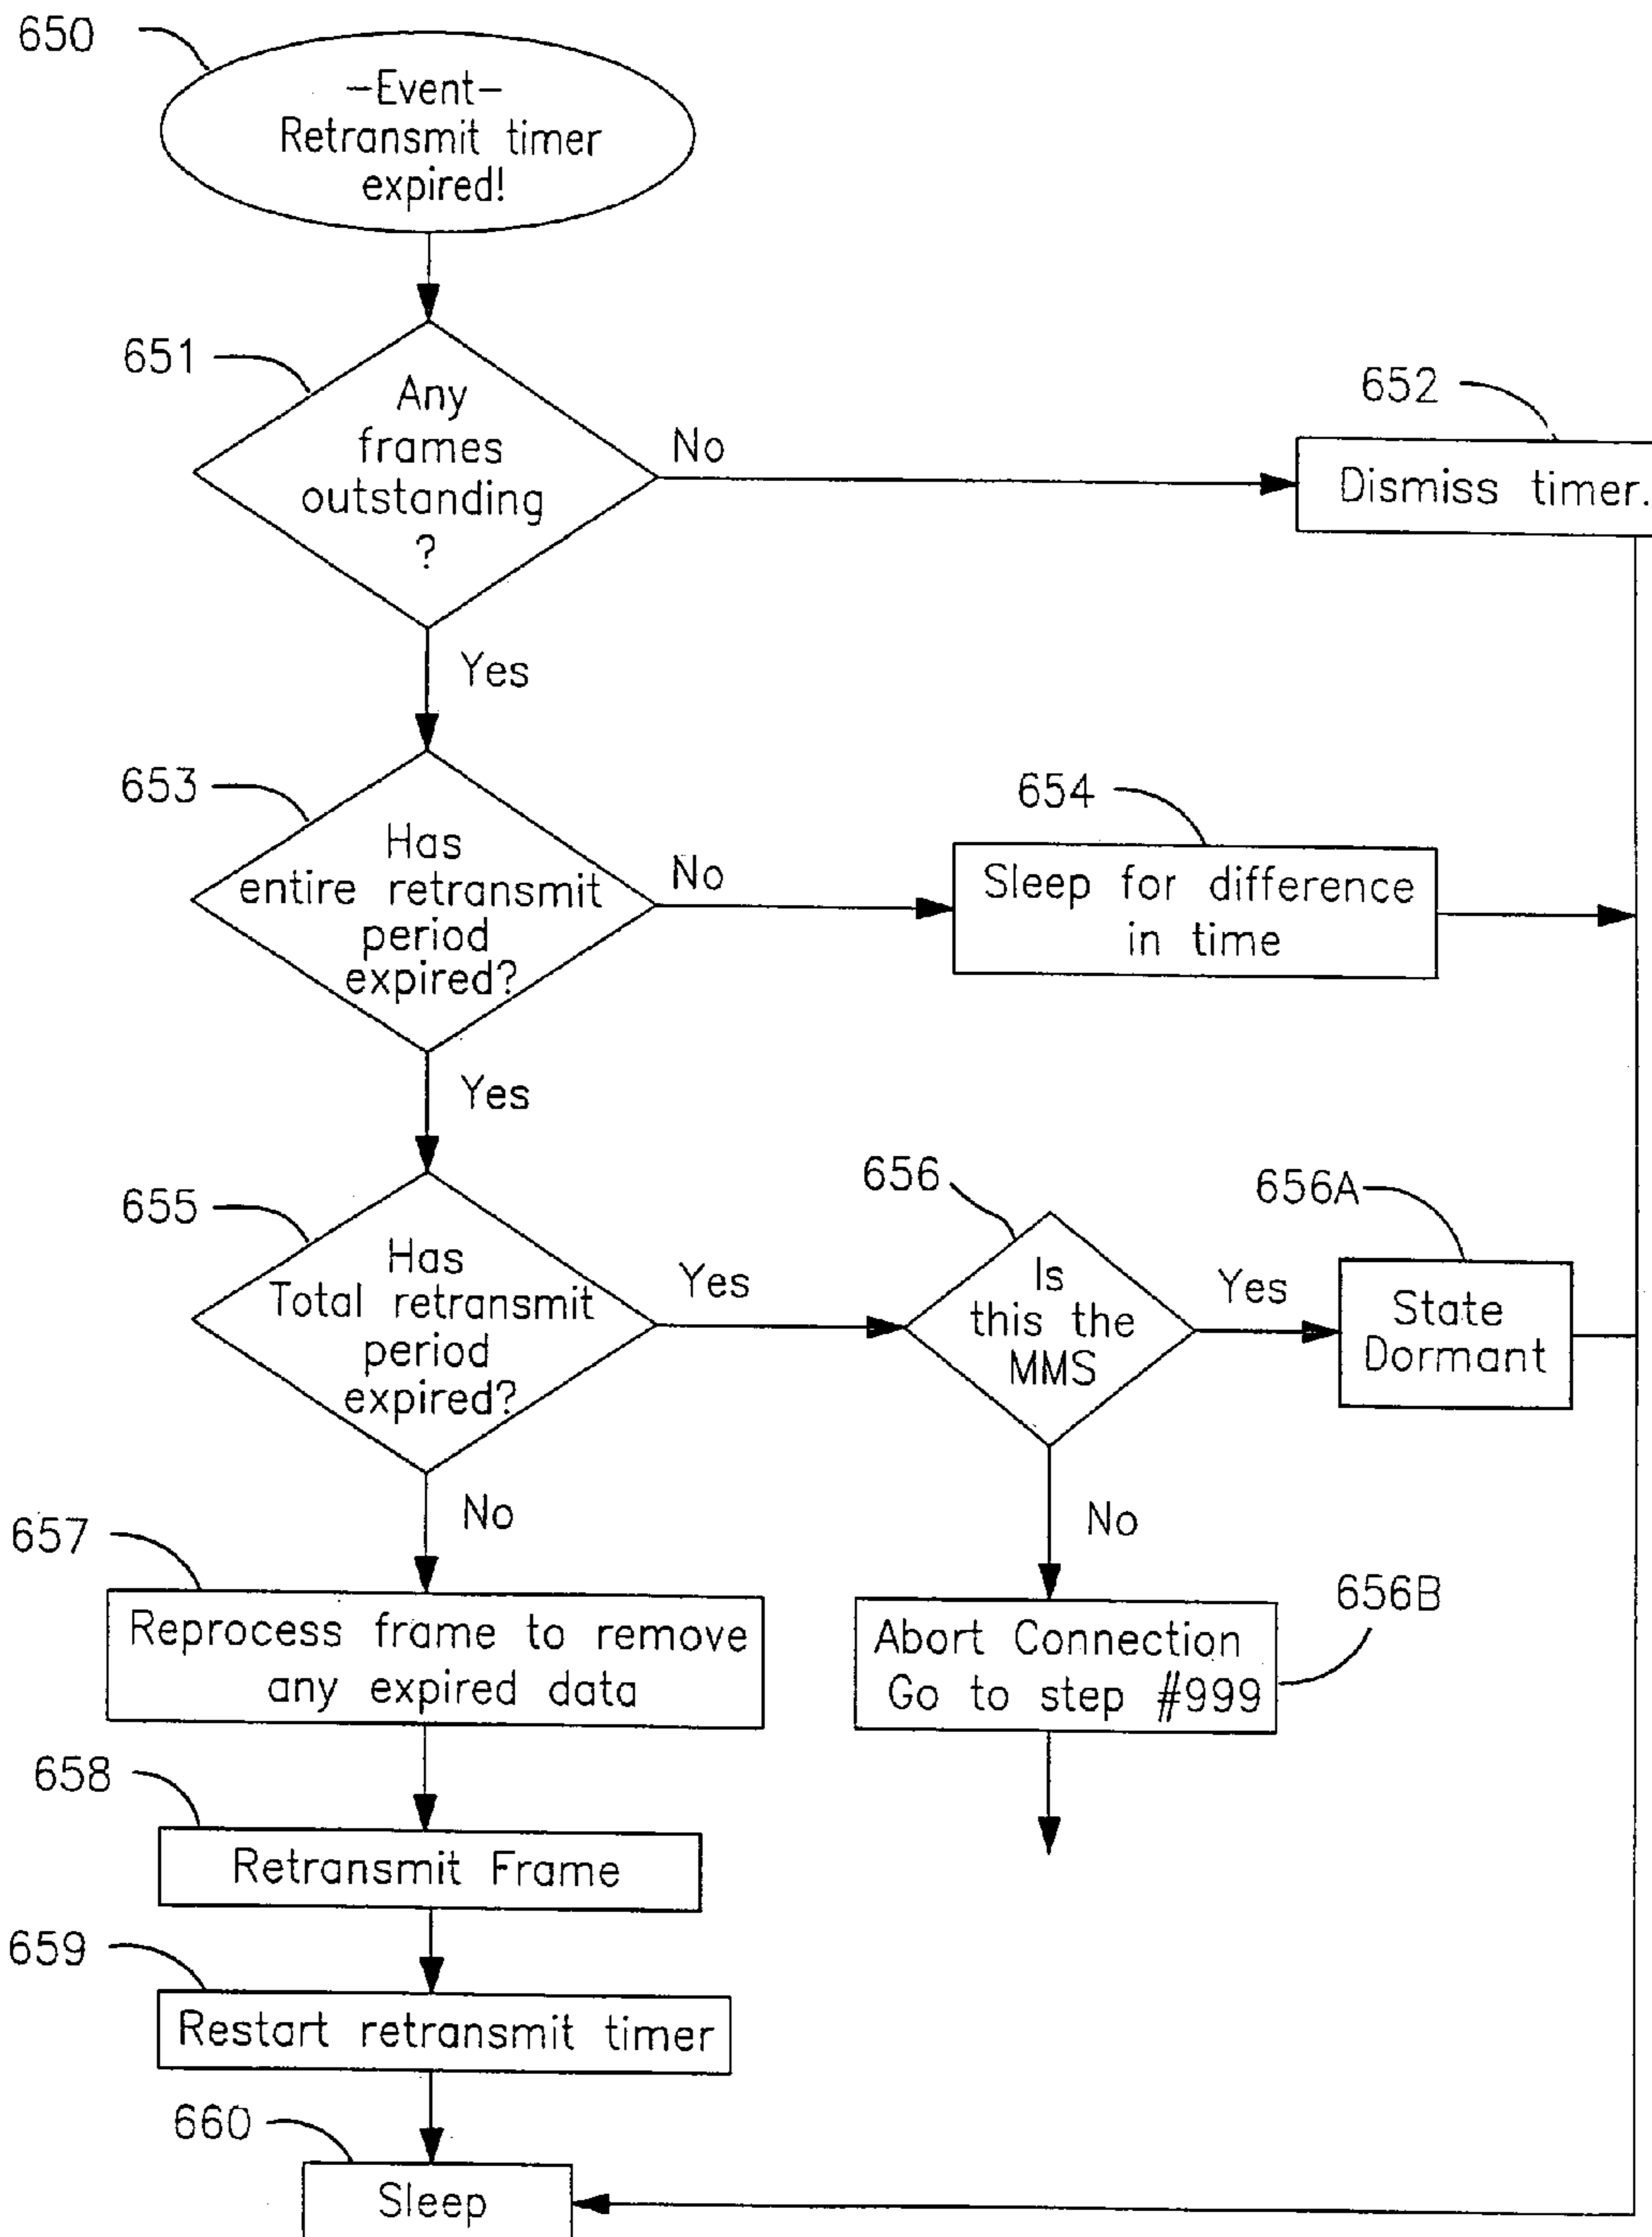 650
-Event-
Retransmit timer
expired!
651
Any
frames
outstanding
?
No
652
Dismiss timer.
Yes
653
Has
entire retransmit
period
expired?
No
654
Sleep for difference
in time
Yes
655
Has
Total retransmit
period
expired?
Yes
656
Is
this the
MMS
Yes
656A
State
Dormant
No
657
Reprocess frame to remove
any expired data
No
656B
Abort Connection
Go to step #999
658
Retransmit Frame
659
Restart retransmit timer
660
Sleep